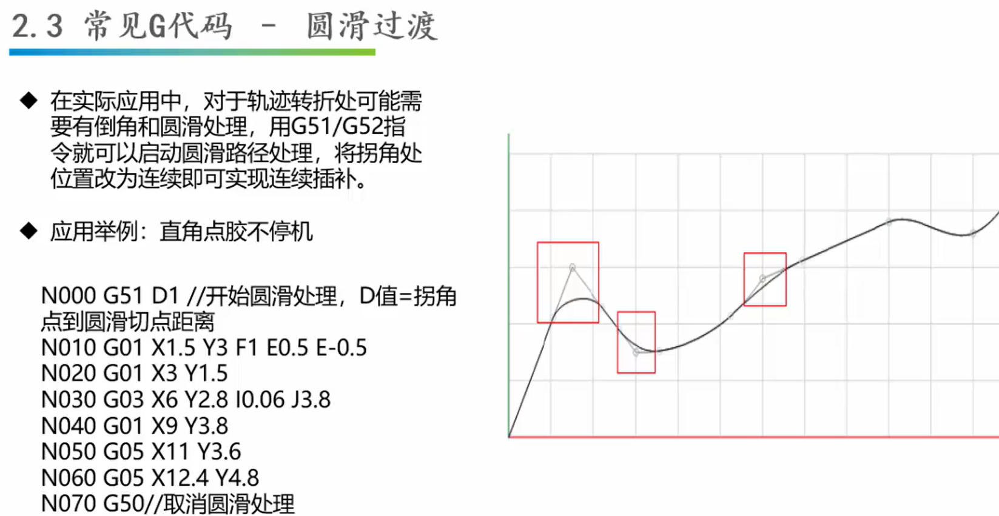 2.3 常见G代码 - 圆滑过渡
◆ 在实际应用中，对于轨迹转折处可能需
要有倒角和圆滑处理，用G51/G52指
令就可以启动圆滑路径处理，将拐角处
位置改为连续即可实现连续插补。
◆ 应用举例：直角点胶不停机
N000 G51 D1 //开始圆滑处理，D值=拐角
点到圆滑切点距离
N010 G01 X1.5 Y3 F1 E0.5 E-0.5
N020 G01 X3 Y1.5
N030 G03 X6 Y2.8 I0.06 J3.8
N040 G01 X9 Y3.8
N050 G05 X11 Y3.6
N060 G05 X12.4 Y4.8
N070 G50//取消圆滑处理